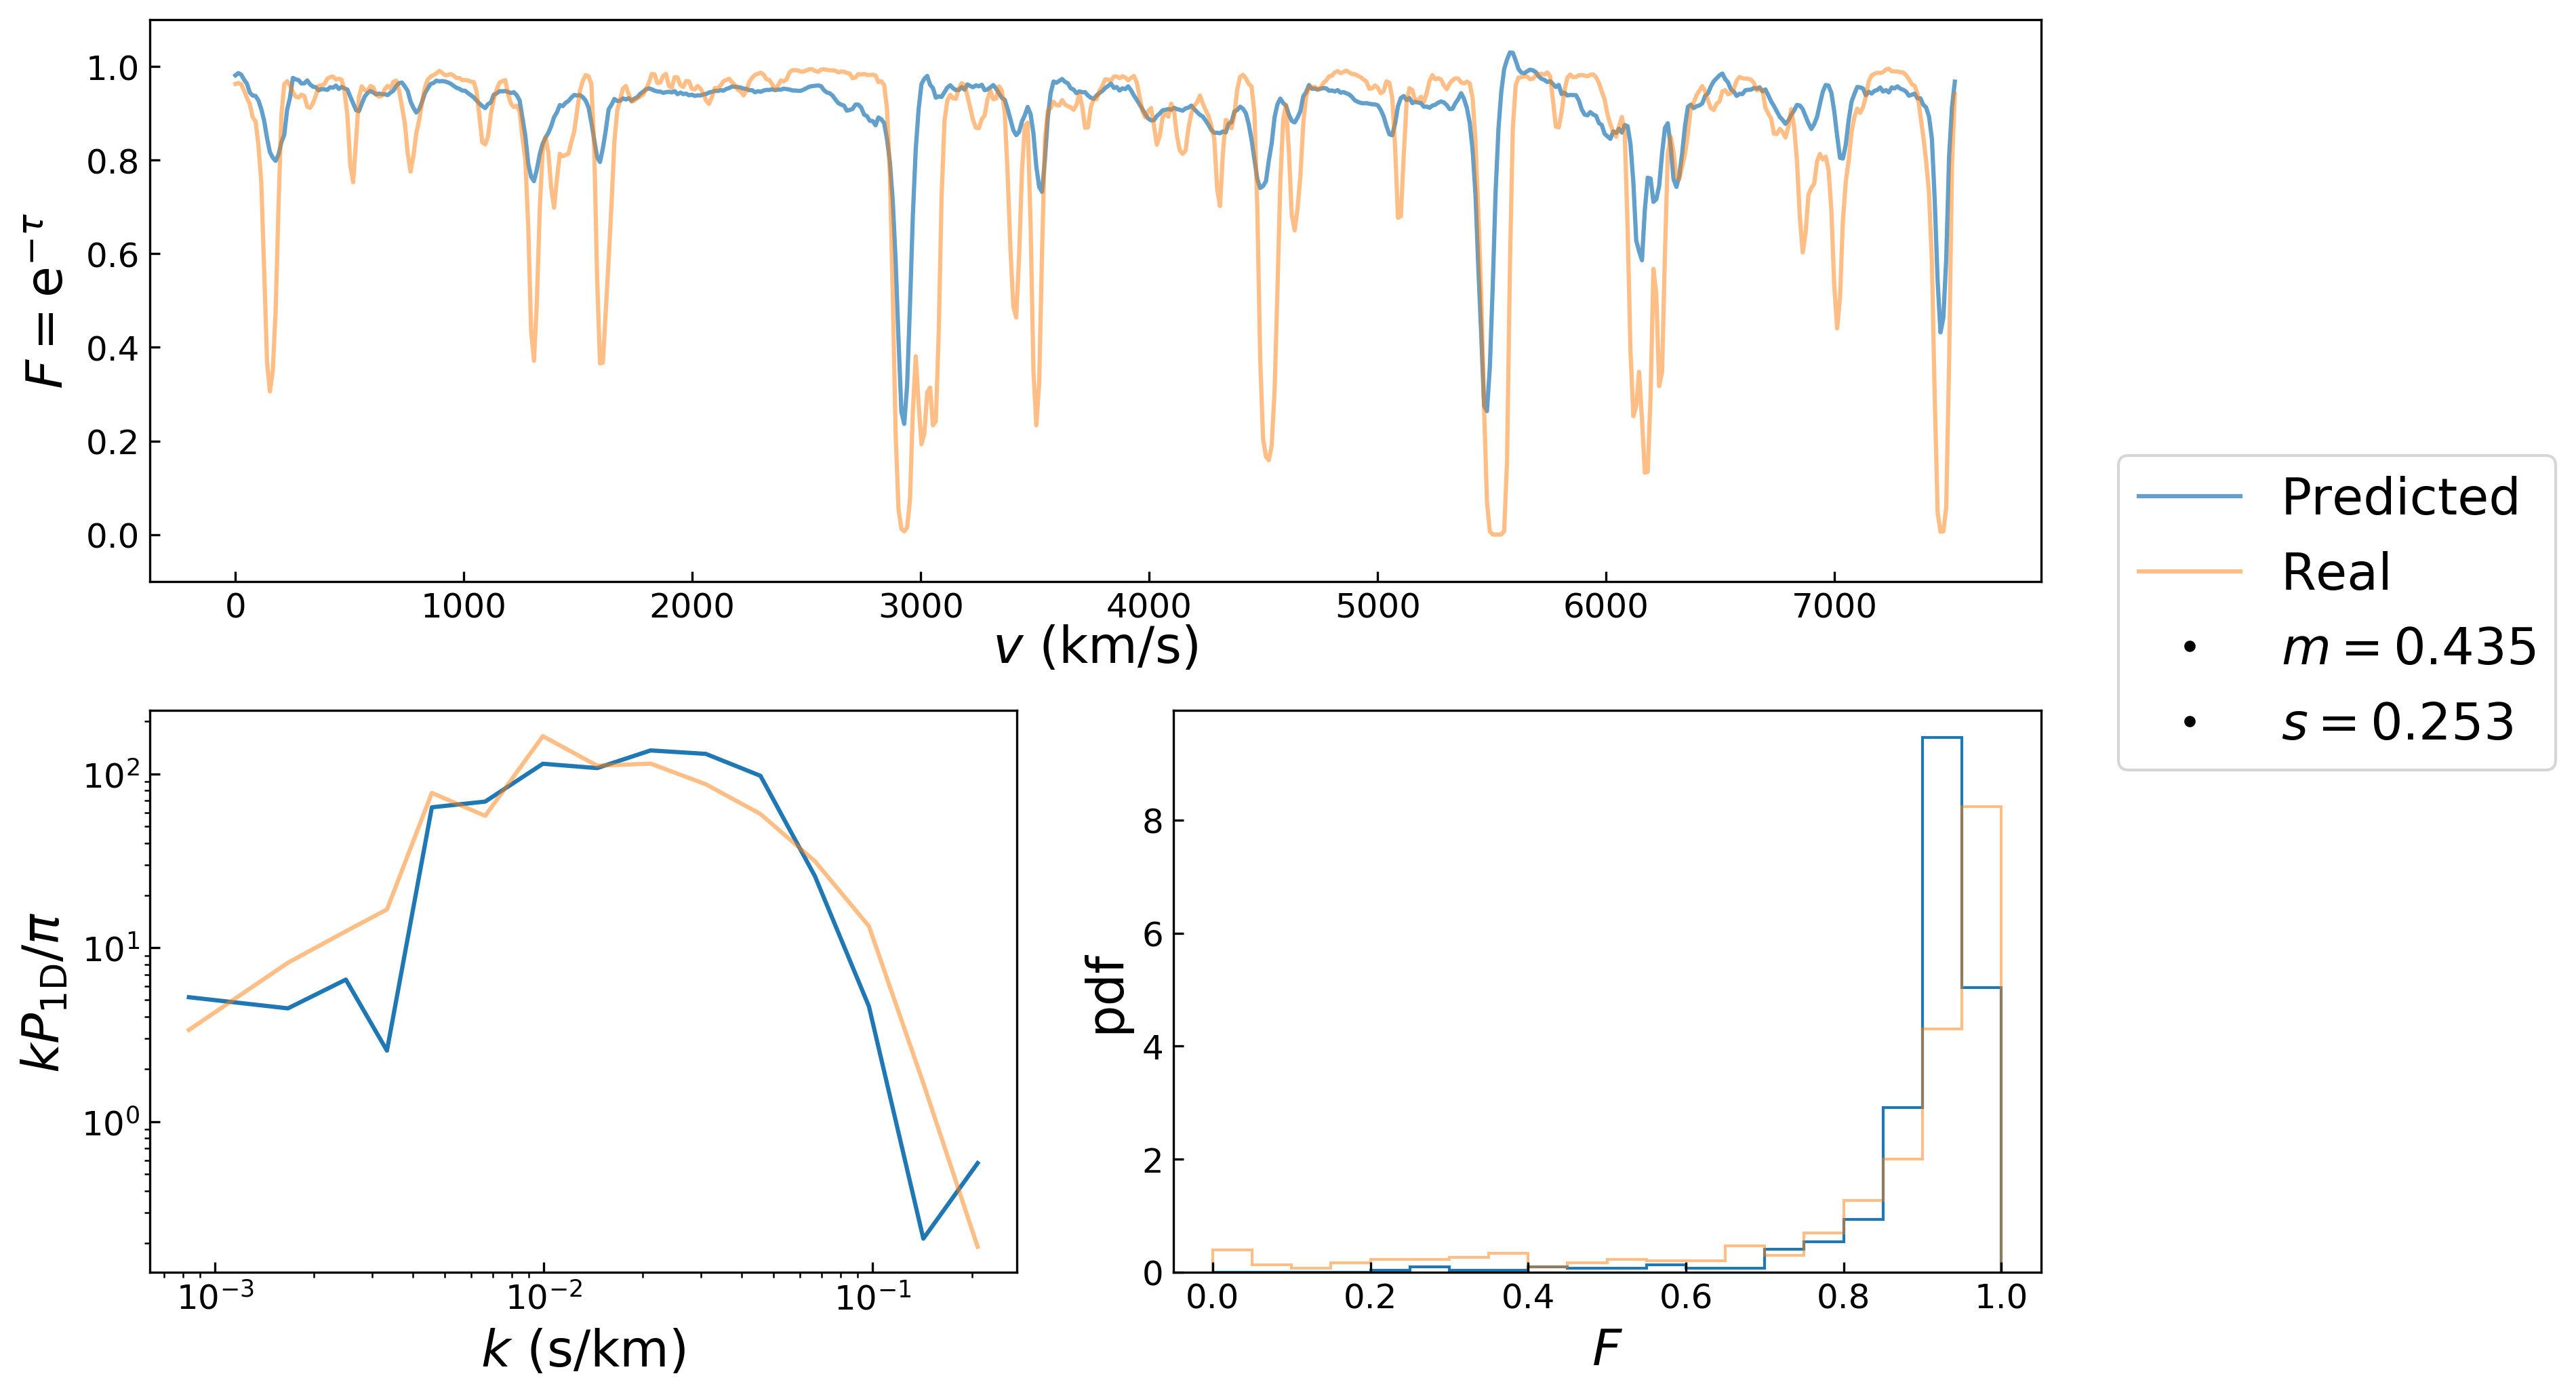 1.0
0.8
0.6
0.4
0.2
0.0
F = e^{−τ}
0 1000 2000 3000 4000 5000 6000 7000
v (km/s)
Predicted
Real
m = 0.435
s = 0.253
10^2
10^1
10^0
kP_{1D}/π
10^{−3} 10^{−2} 10^{−1}
k (s/km)
8
6
4
2
0
pdf
0.0 0.2 0.4 0.6 0.8 1.0
F